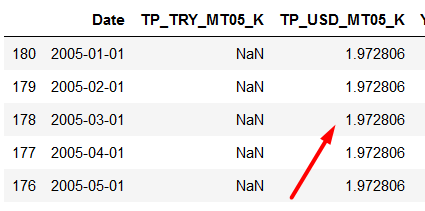 Date TP_TRY_MT05_K TP_USD_MT05_K Y
180 2005-01-01 NaN 1.972806
179 2005-02-01 NaN 1.972806
178 2005-03-01 NaN 1.972806
177 2005-04-01 NaN 1.972806
176 2005-05-01 NaN 1.972806